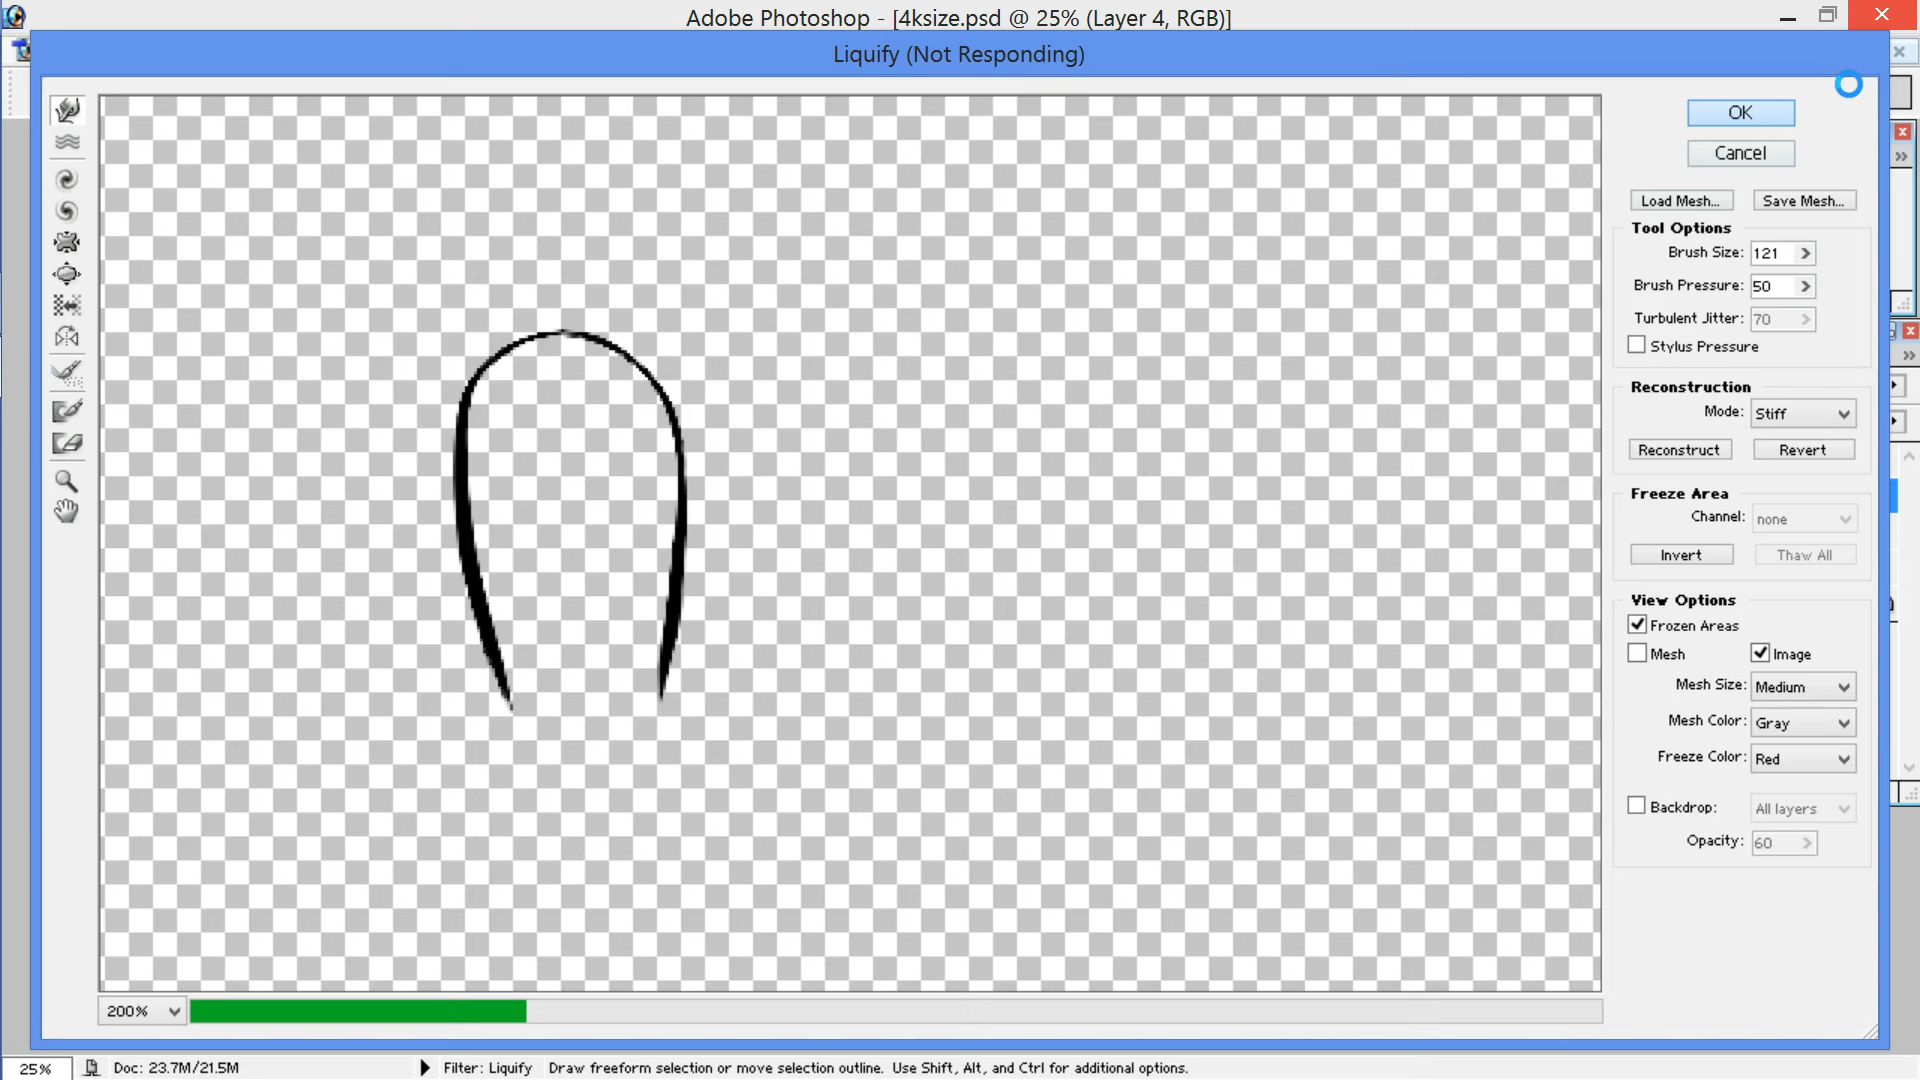 Adobe Photoshop - [4ksize.psd @ 25% (Layer 4, RGB)]
Liquify (Not Responding)
OK
Cancel
Load Mesh... Save Mesh...
Tool Options
Brush Size: 121
Brush Pressure: 50
Turbulent Jitter: 70
Stylus Pressure
Reconstruction
Mode: Stiff
Reconstruct Revert
Freeze Area
Channel: none
Invert Thaw All
View Options
Frozen Areas
Mesh Image
Mesh Size: Medium
Mesh Color: Gray
Freeze Color: Red
Backdrop: All layers
Opacity: 60
200%
25% Doc: 23.7M/21.5M Filter: Liquify Draw freeform selection or move selection outline. Use Shift, Alt, and Ctrl for additional options.